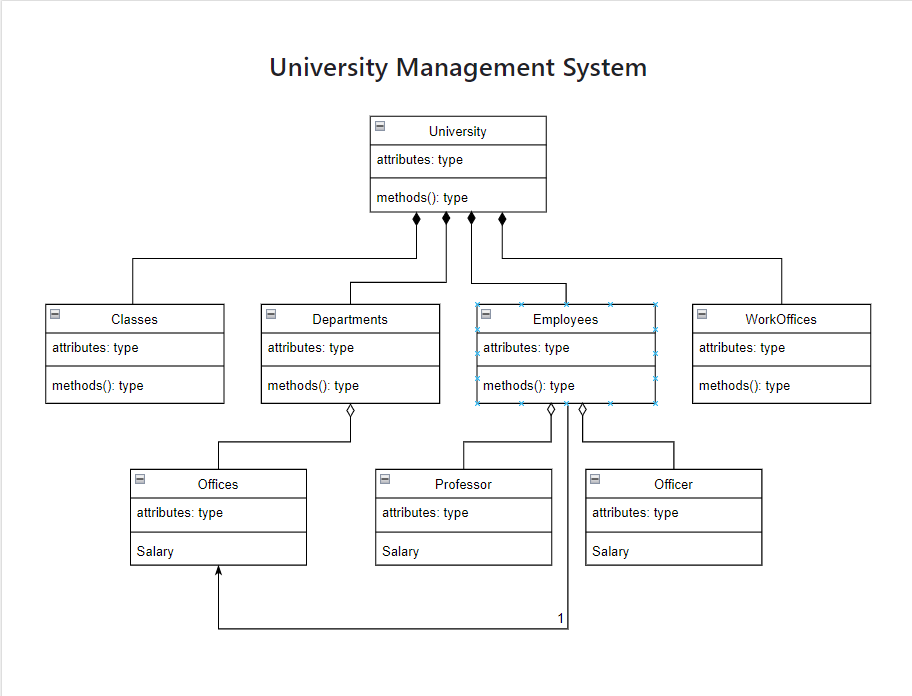 University Management System
University
attributes: type
methods(): type
Classes
attributes: type
methods(): type
Departments
attributes: type
methods(): type
Employees
attributes: type
methods(): type
WorkOffices
attributes: type
methods(): type
Offices
attributes: type
Salary
Professor
attributes: type
Salary
Officer
attributes: type
Salary
1